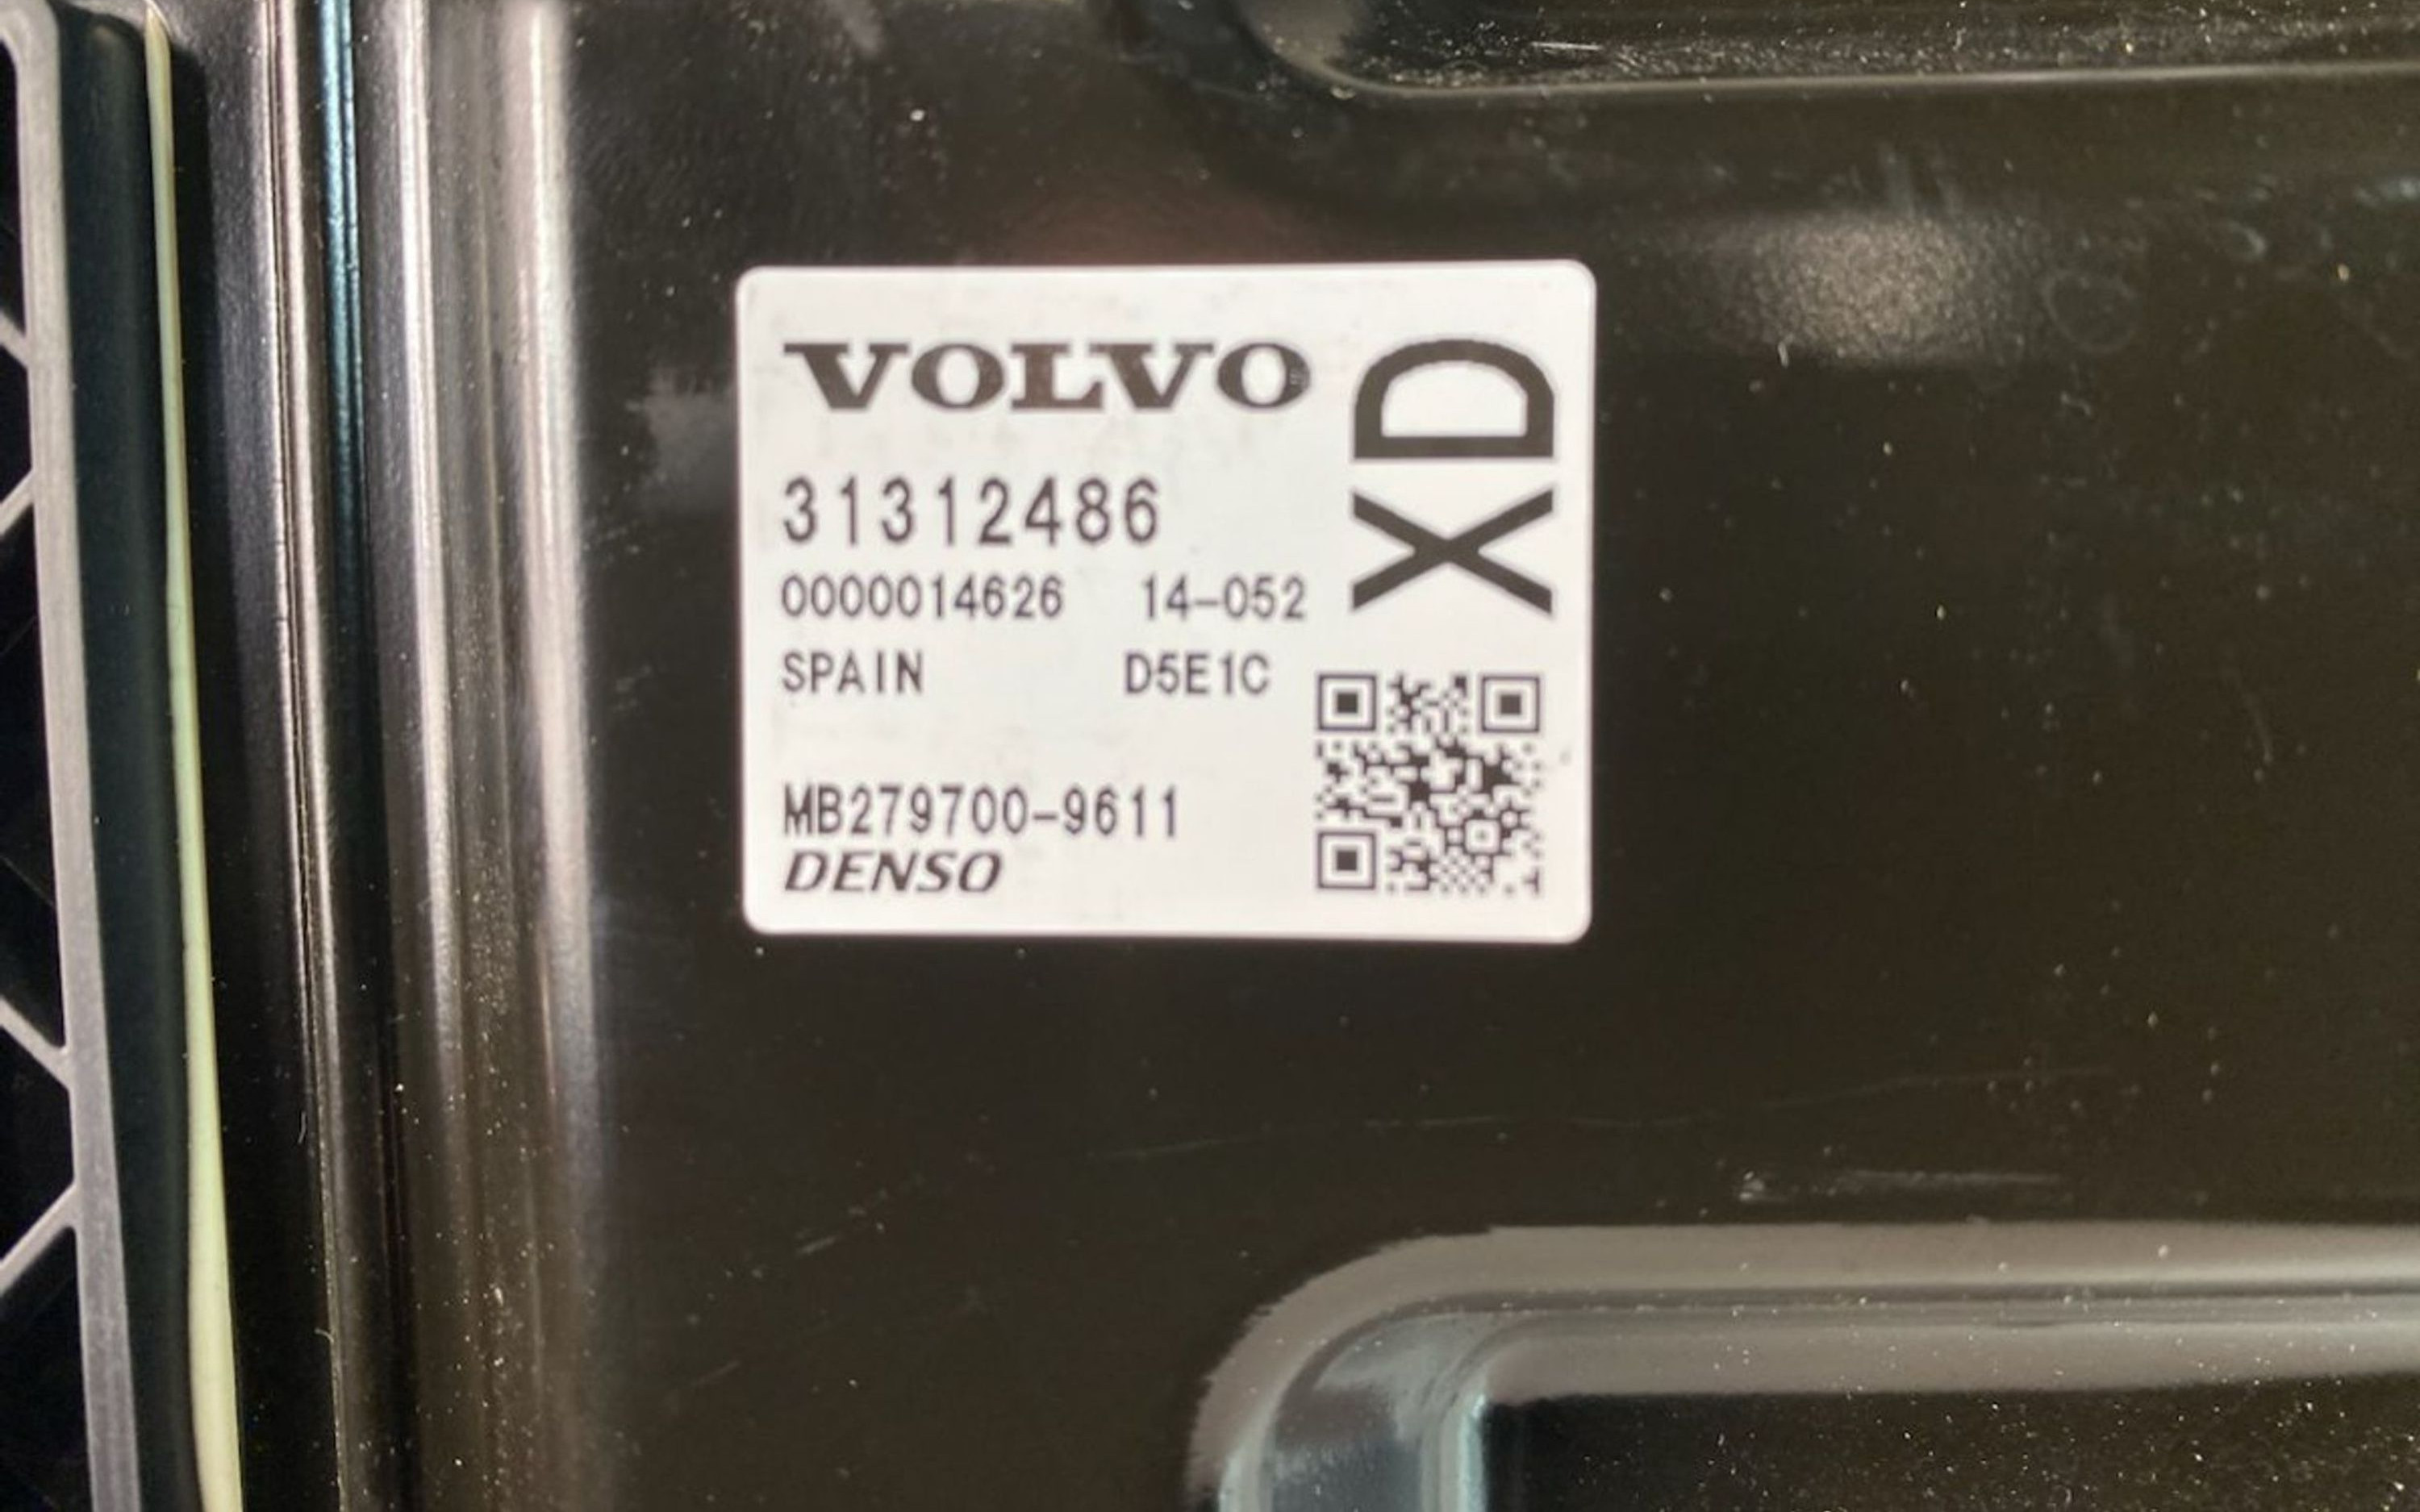 VOLVO
XD
31312486
0000014626 14-052
SPAIN D5E1C
MB279700-9611
DENSO